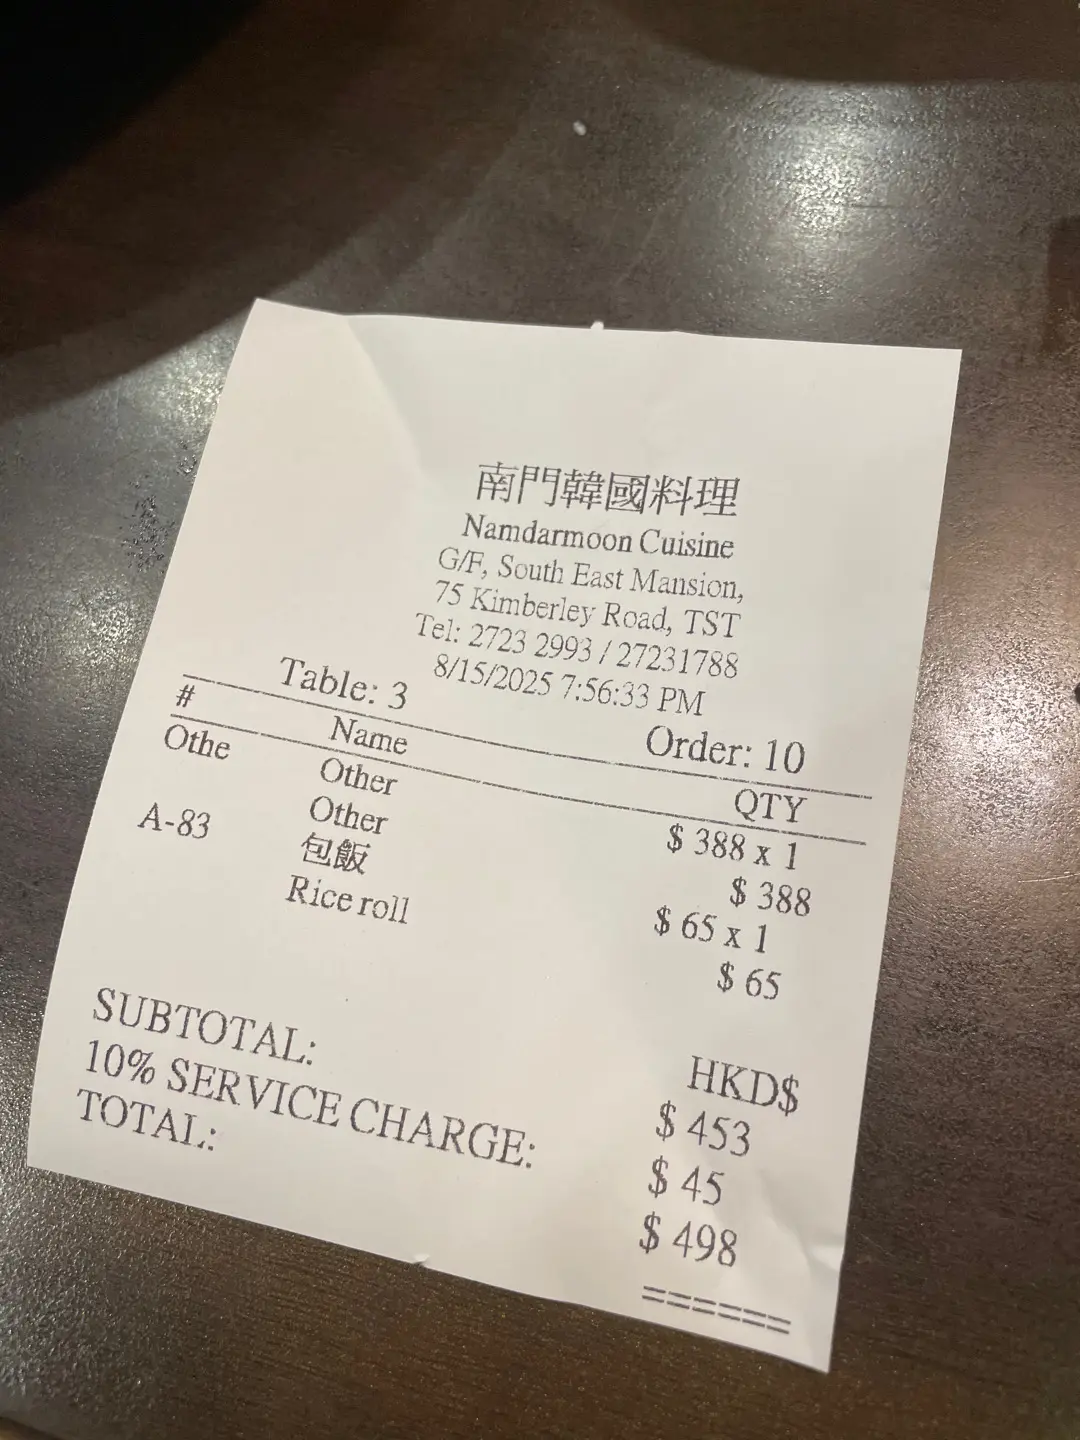 南門韓國料理
Namdarmoon Cuisine
G/F, South East Mansion,
75 Kimberley Road, TST
Tel: 2723 2993 / 27231788
8/15/2025 7:56:33 PM
Table: 3 Order: 10
# Name QTY
Othe Other $ 388 x 1
Other $ 388
A-83 包飯 $ 65 x 1
Rice roll $ 65
HKD$
SUBTOTAL: $ 453
10% SERVICE CHARGE: $ 45
TOTAL: $ 498
======